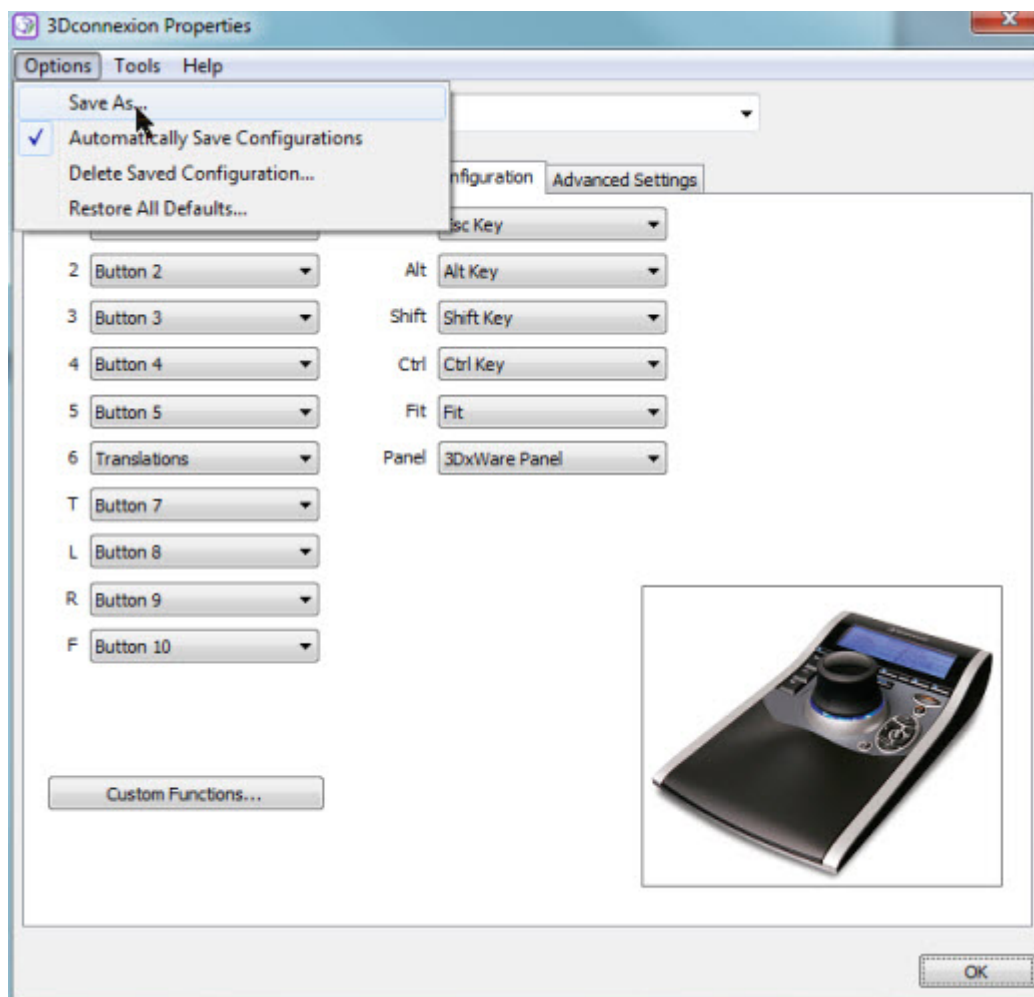 3Dconnexion Properties
Options Tools Help
Save As...
Automatically Save Configurations
Delete Saved Configuration...
Restore All Defaults...
nfiguration Advanced Settings
sc Key
2 Button 2 Alt Alt Key
3 Button 3 Shift Shift Key
4 Button 4 Ctrl Ctrl Key
5 Button 5 Fit Fit
6 Translations Panel 3DxWare Panel
T Button 7
L Button 8
R Button 9
F Button 10
Custom Functions...
OK